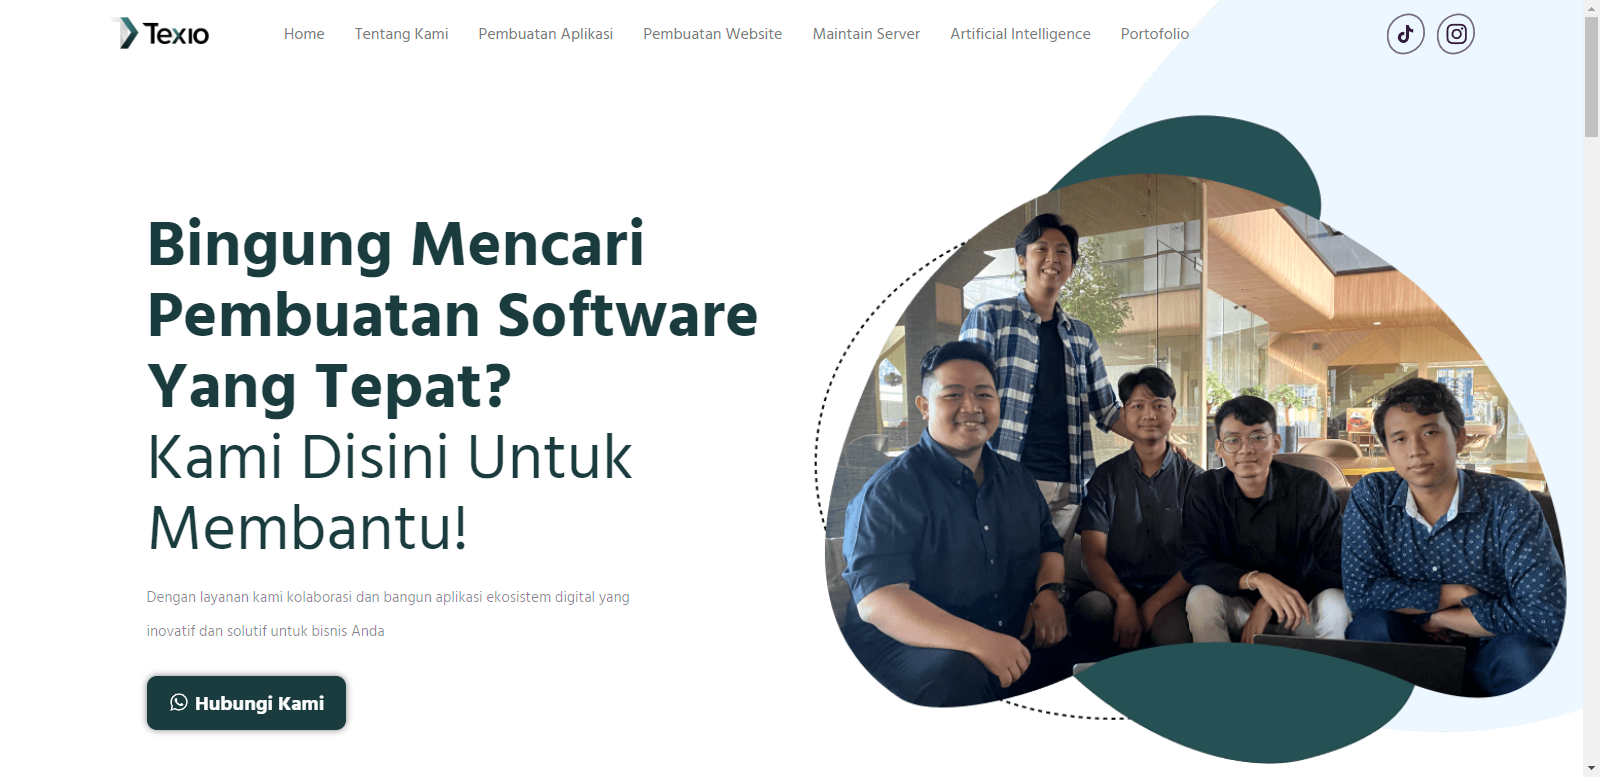 Texio
Home
Tentang Kami
Pembuatan Aplikasi
Pembuatan Website
Maintain Server
Artificial Intelligence
Portofolio
Bingung Mencari
Pembuatan Software
Yang Tepat?
Kami Disini Untuk
Membantu!
Dengan layanan kami kolaborasi dan bangun aplikasi ekosistem digital yang
inovatif dan solutif untuk bisnis Anda
Hubungi Kami